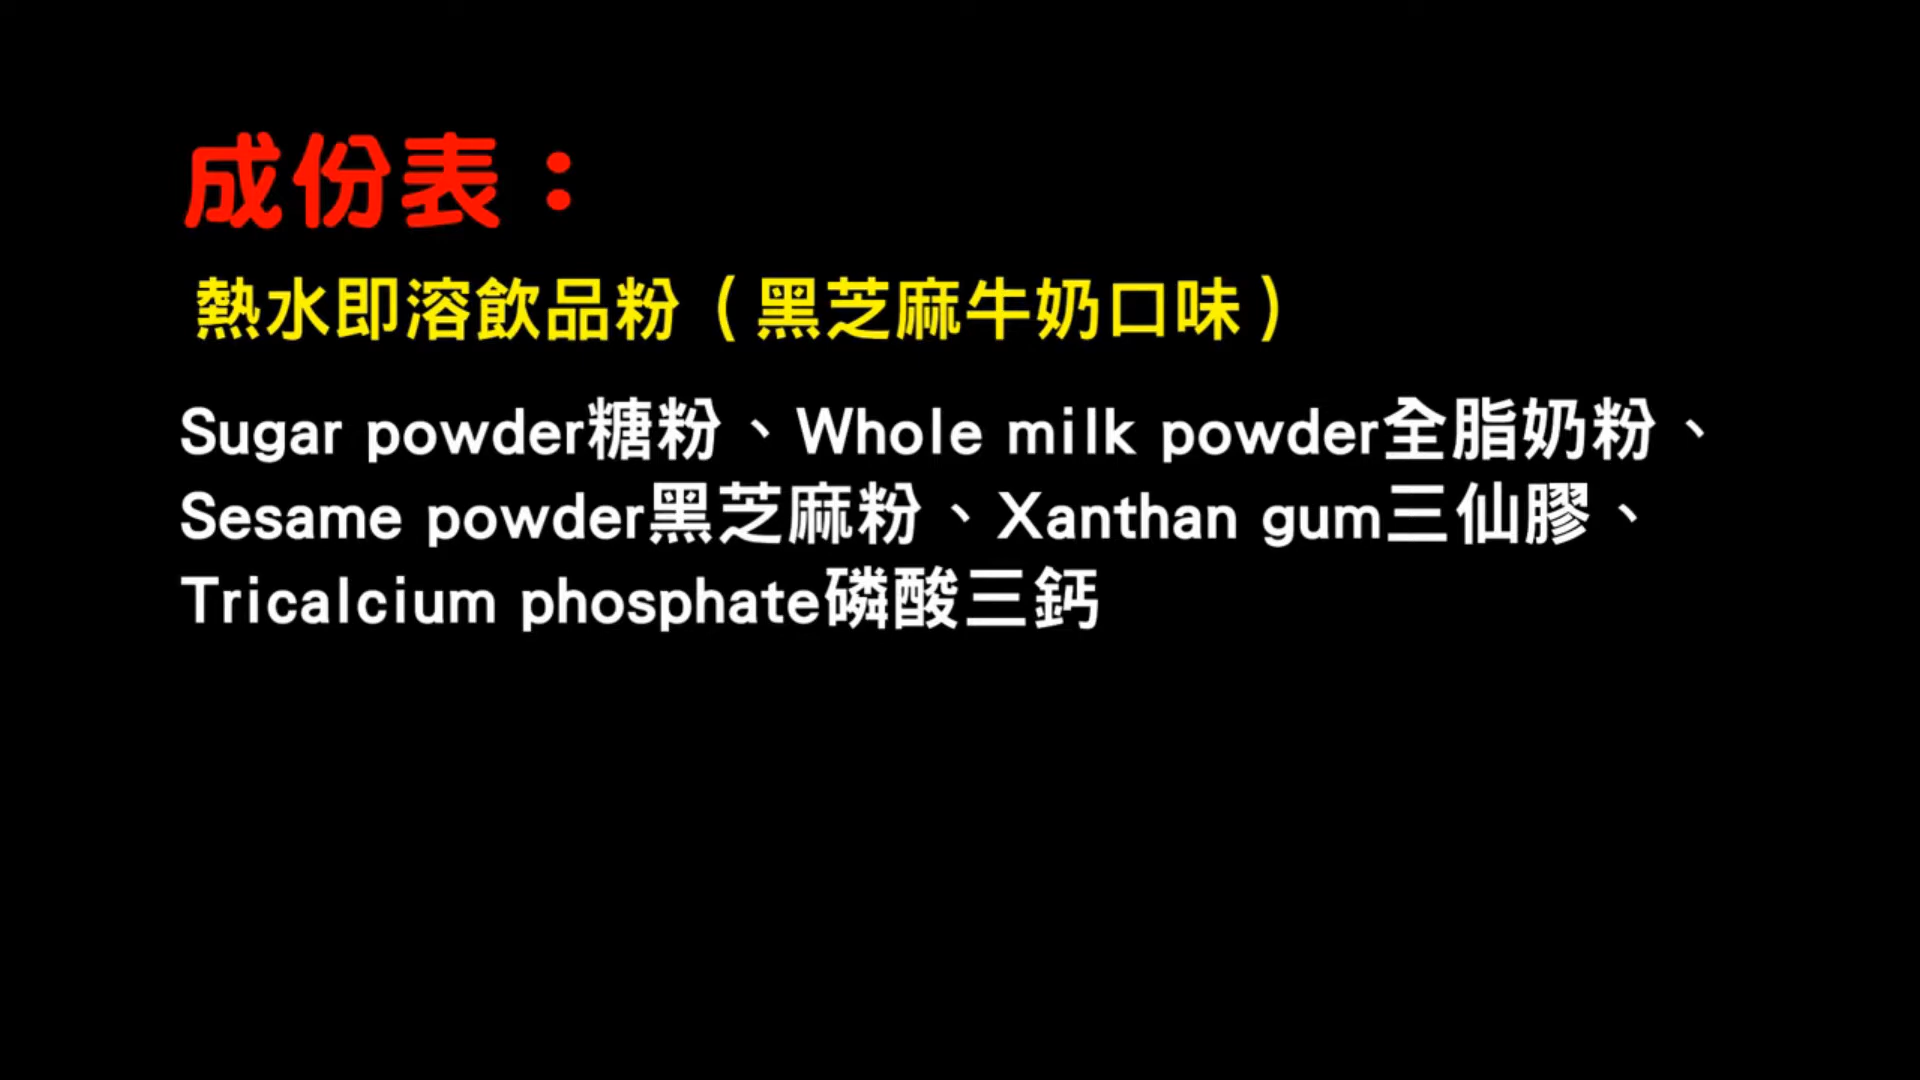 成份表：
熱水即溶飲品粉（黑芝麻牛奶口味）
Sugar powder糖粉、Whole milk powder全脂奶粉、
Sesame powder黑芝麻粉、Xanthan gum三仙膠、
Tricalcium phosphate磷酸三鈣